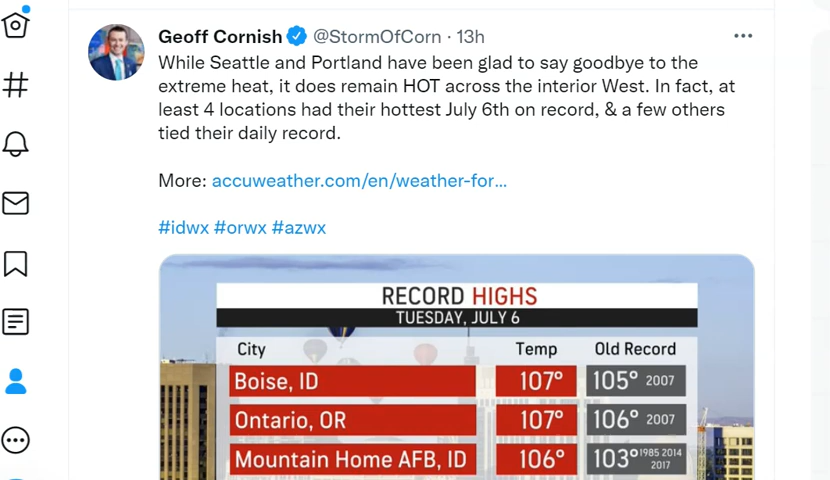 Geoff Cornish @StormOfCorn · 13h
While Seattle and Portland have been glad to say goodbye to the
extreme heat, it does remain HOT across the interior West. In fact, at
least 4 locations had their hottest July 6th on record, & a few others
tied their daily record.
More: accuweather.com/en/weather-for...
#idwx #orwx #azwx
RECORD HIGHS
TUESDAY, JULY 6
City Temp Old Record
Boise, ID 107° 105° 2007
Ontario, OR 107° 106° 2007
Mountain Home AFB, ID 106° 103° 1985 2014
2017